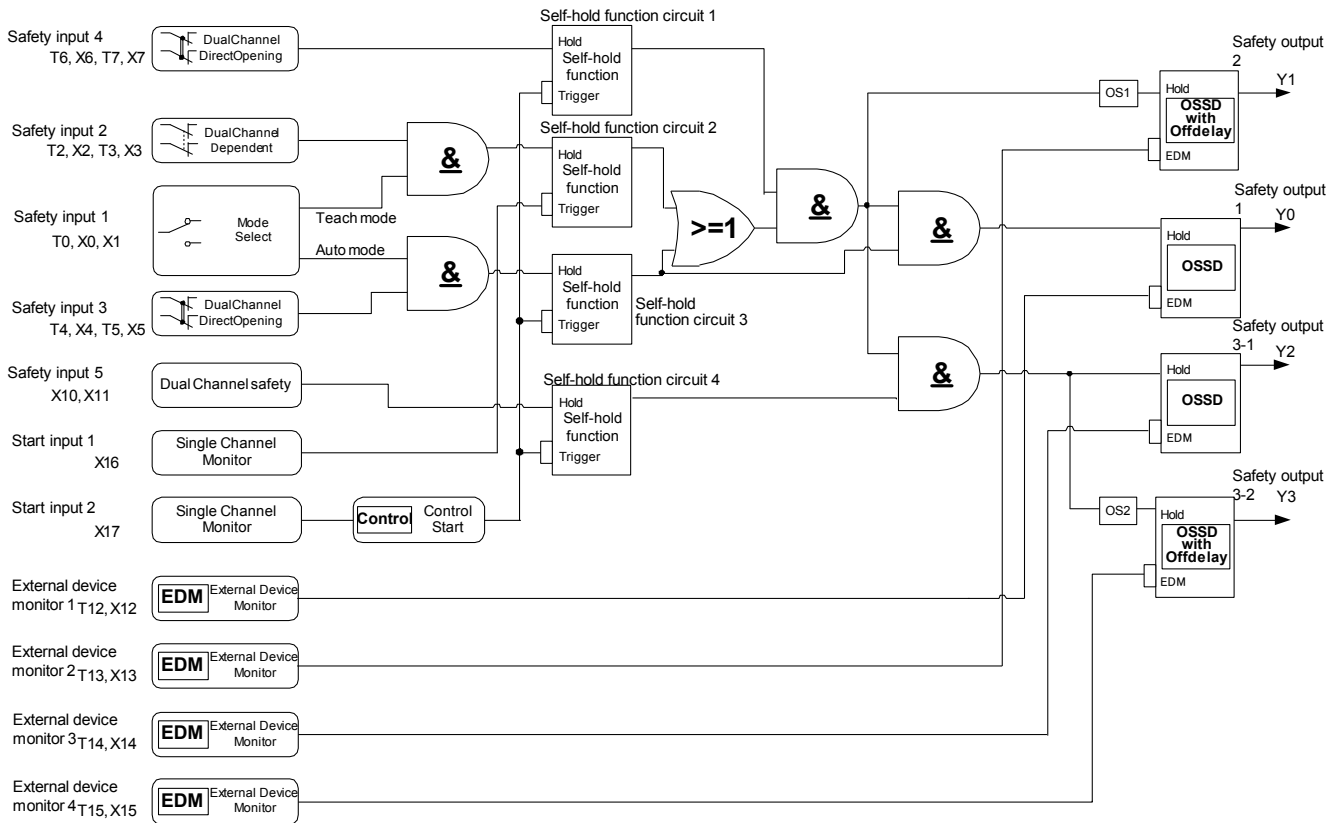 Self-hold function circuit 1
Safety input 4
T6, X6, T7, X7
DualChannel
DirectOpening
Hold
Self-hold
function
Trigger
Safety output
2
Y1
OS1
Hold
OSSD
with
Offdelay
EDM
Safety input 2
T2, X2, T3, X3
DualChannel
Dependent
&
Self-hold function circuit 2
Hold
Self-hold
function
Trigger
Safety input 1
T0, X0, X1
Mode
Select
Teach mode
Auto mode
>=1
&
&
Safety output
1
Y0
Hold
OSSD
EDM
Safety input 3
T4, X4, T5, X5
DualChannel
DirectOpening
&
Hold
Self-hold
function
Trigger
Self-hold
function circuit 3
Safety output
3-1
Y2
Hold
OSSD
EDM
Safety input 5
X10, X11
Dual Channel safety
Self-hold function circuit 4
Hold
Self-hold
function
Trigger
&
Start input 1
X16
Single Channel
Monitor
Start input 2
X17
Single Channel
Monitor
Control
Control
Start
Safety output
3-2
Y3
OS2
Hold
OSSD
with
Offdelay
EDM
External device
monitor 1 T12, X12
EDM
External Device
Monitor
External device
monitor 2 T13, X13
EDM
External Device
Monitor
External device
monitor 3 T14, X14
EDM
External Device
Monitor
External device
monitor 4 T15, X15
EDM
External Device
Monitor